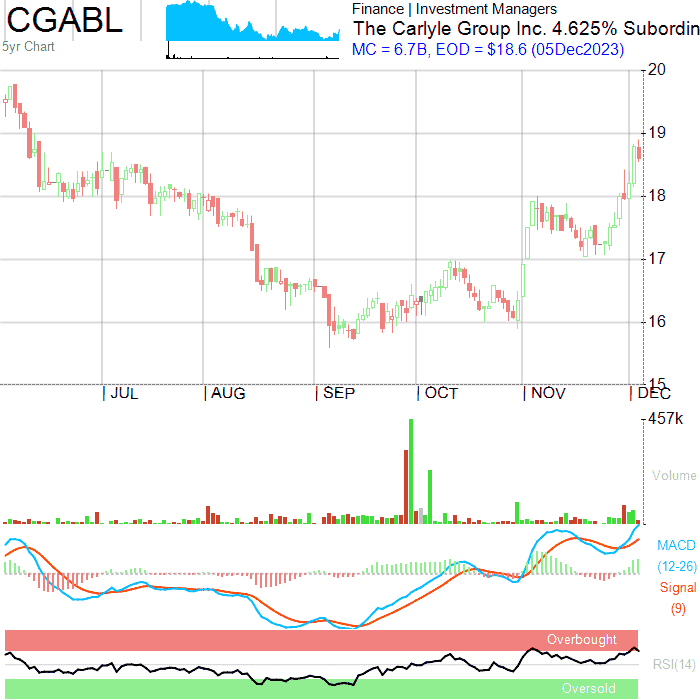 CGABL
5yr Chart
Finance | Investment Managers
The Carlyle Group Inc. 4.625% Subordin
MC = 6.7B, EOD = $18.6 (05Dec2023)
20
19
18
17
16
15
JUL AUG SEP OCT NOV DEC
457k
Volume
MACD
(12-26)
Signal
(9)
Overbought
RSI(14)
Oversold